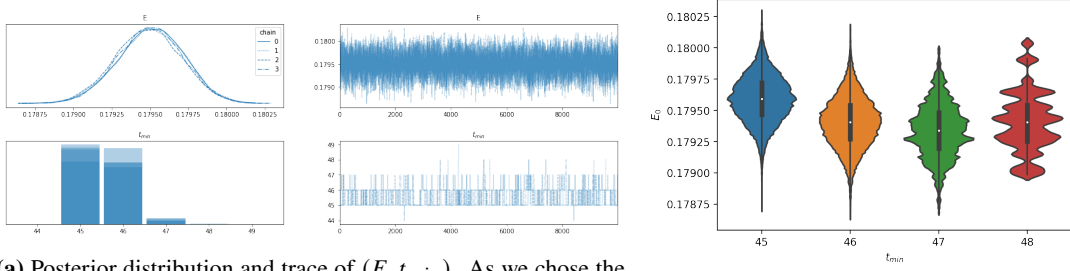 E
chain
0
1
2
3
0.17875 0.17900 0.17925 0.17950 0.17975 0.18000 0.18025
E
0.1800
0.1795
0.1790
0 2000 4000 6000 8000
t_min
44 45 46 47 48 49
t_min
49
48
47
46
45
44
0 2000 4000 6000 8000
0.18025
0.18000
0.17975
0.17950
0.17925
0.17900
0.17875
E_0
45 46 47 48
t_min
(a) Posterior distribution and trace of (E, t_min). As we chose the